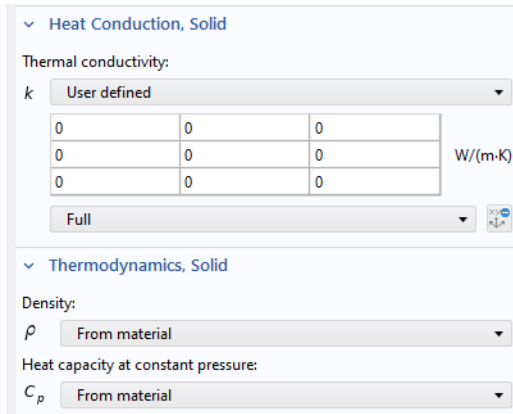 Heat Conduction, Solid
Thermal conductivity:
k User defined
0 0 0
0 0 0 W/(m·K)
0 0 0
Full
Thermodynamics, Solid
Density:
ρ From material
Heat capacity at constant pressure:
Cp From material